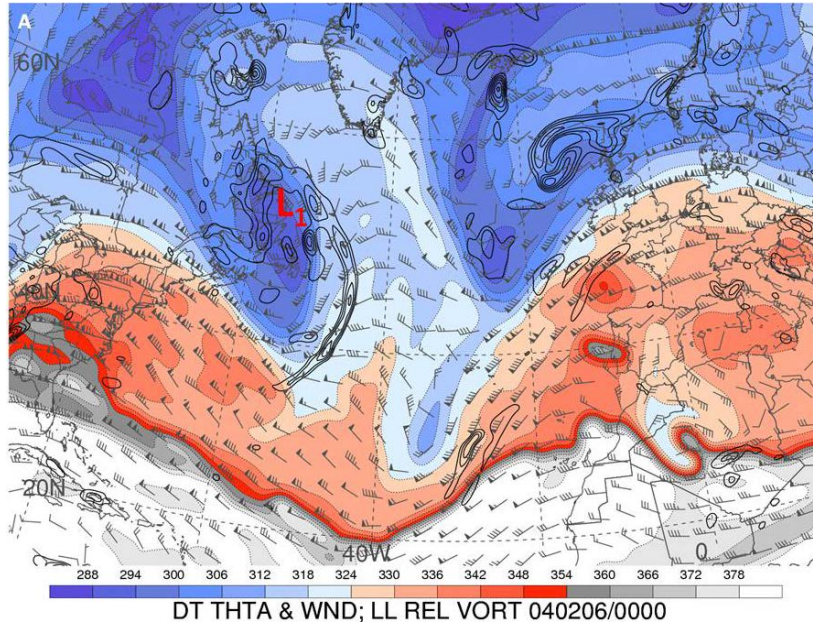 A
60N
L1
40N
20N
40W
0
288 294 300 306 312 318 324 330 336 342 348 354 360 366 372 378
DT THTA & WND; LL REL VORT 040206/0000